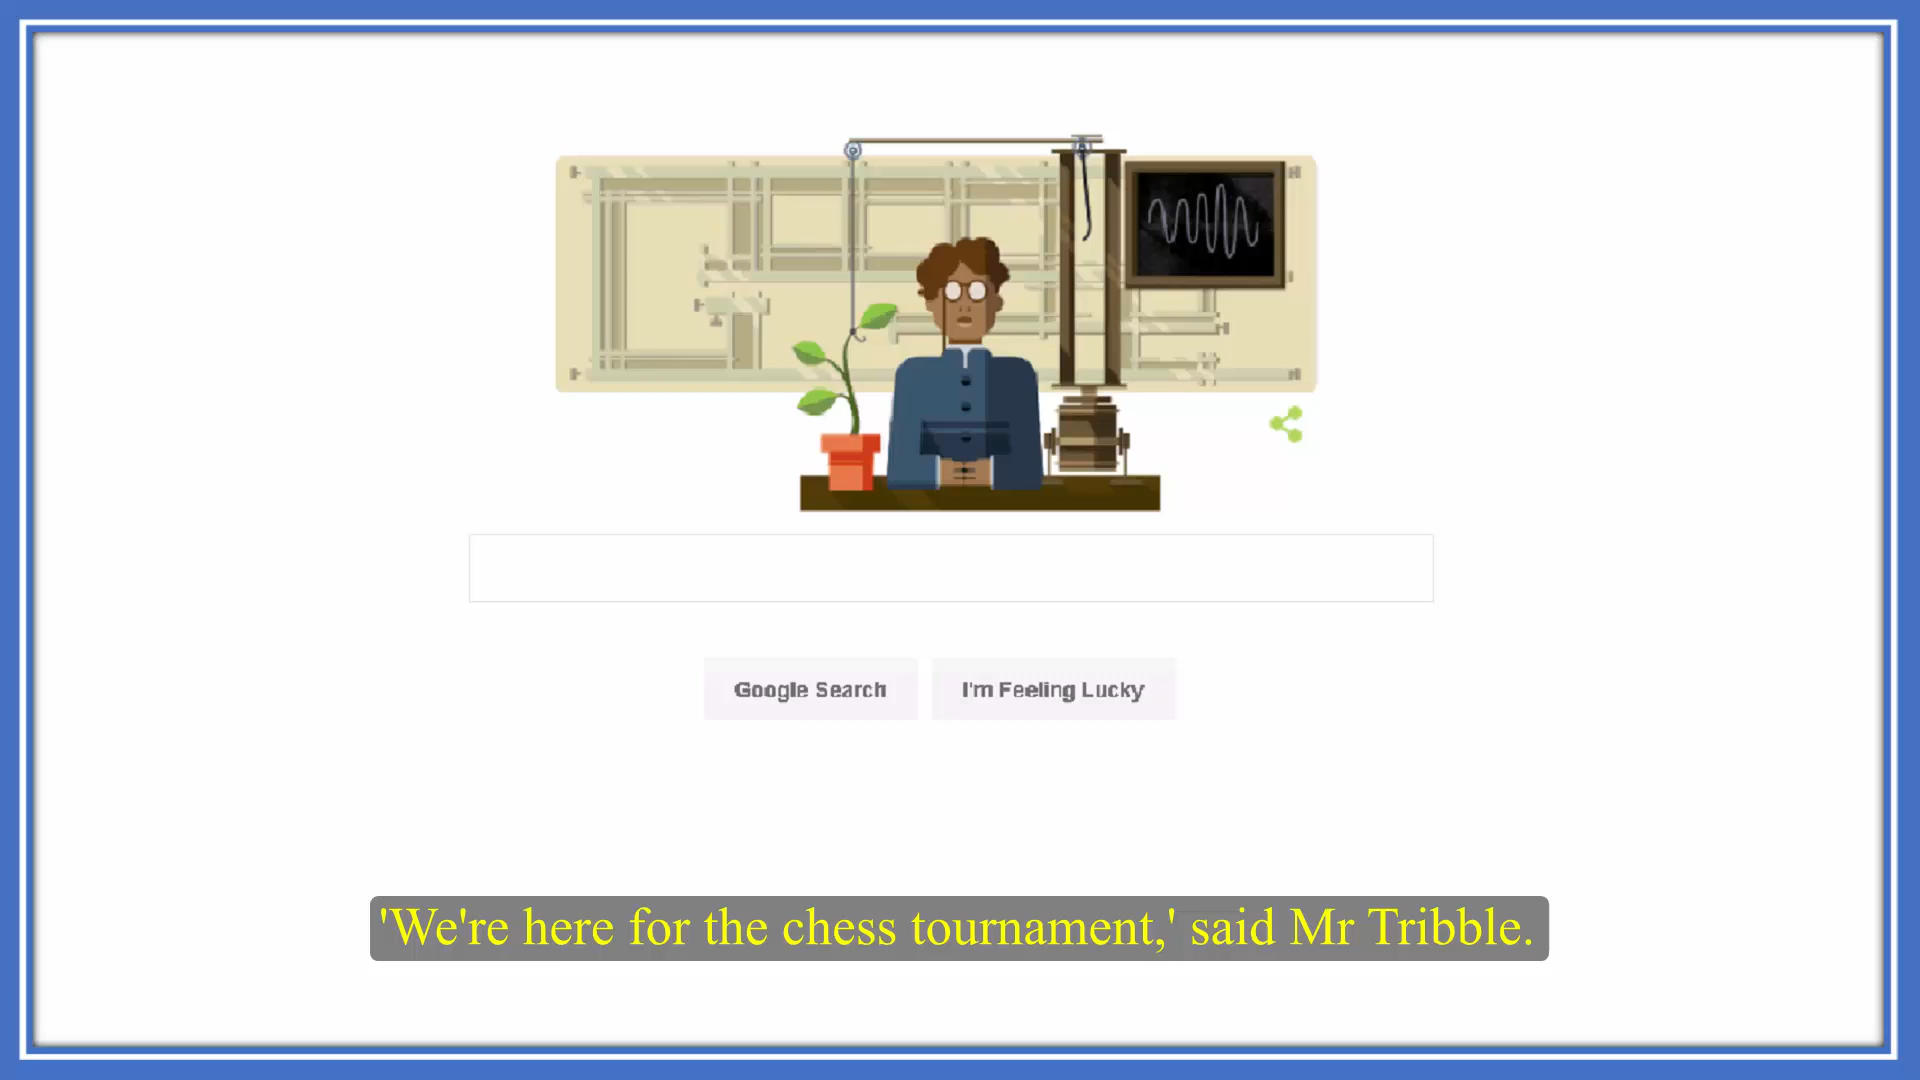 Google Search
I'm Feeling Lucky
'We're here for the chess tournament,' said Mr Tribble.